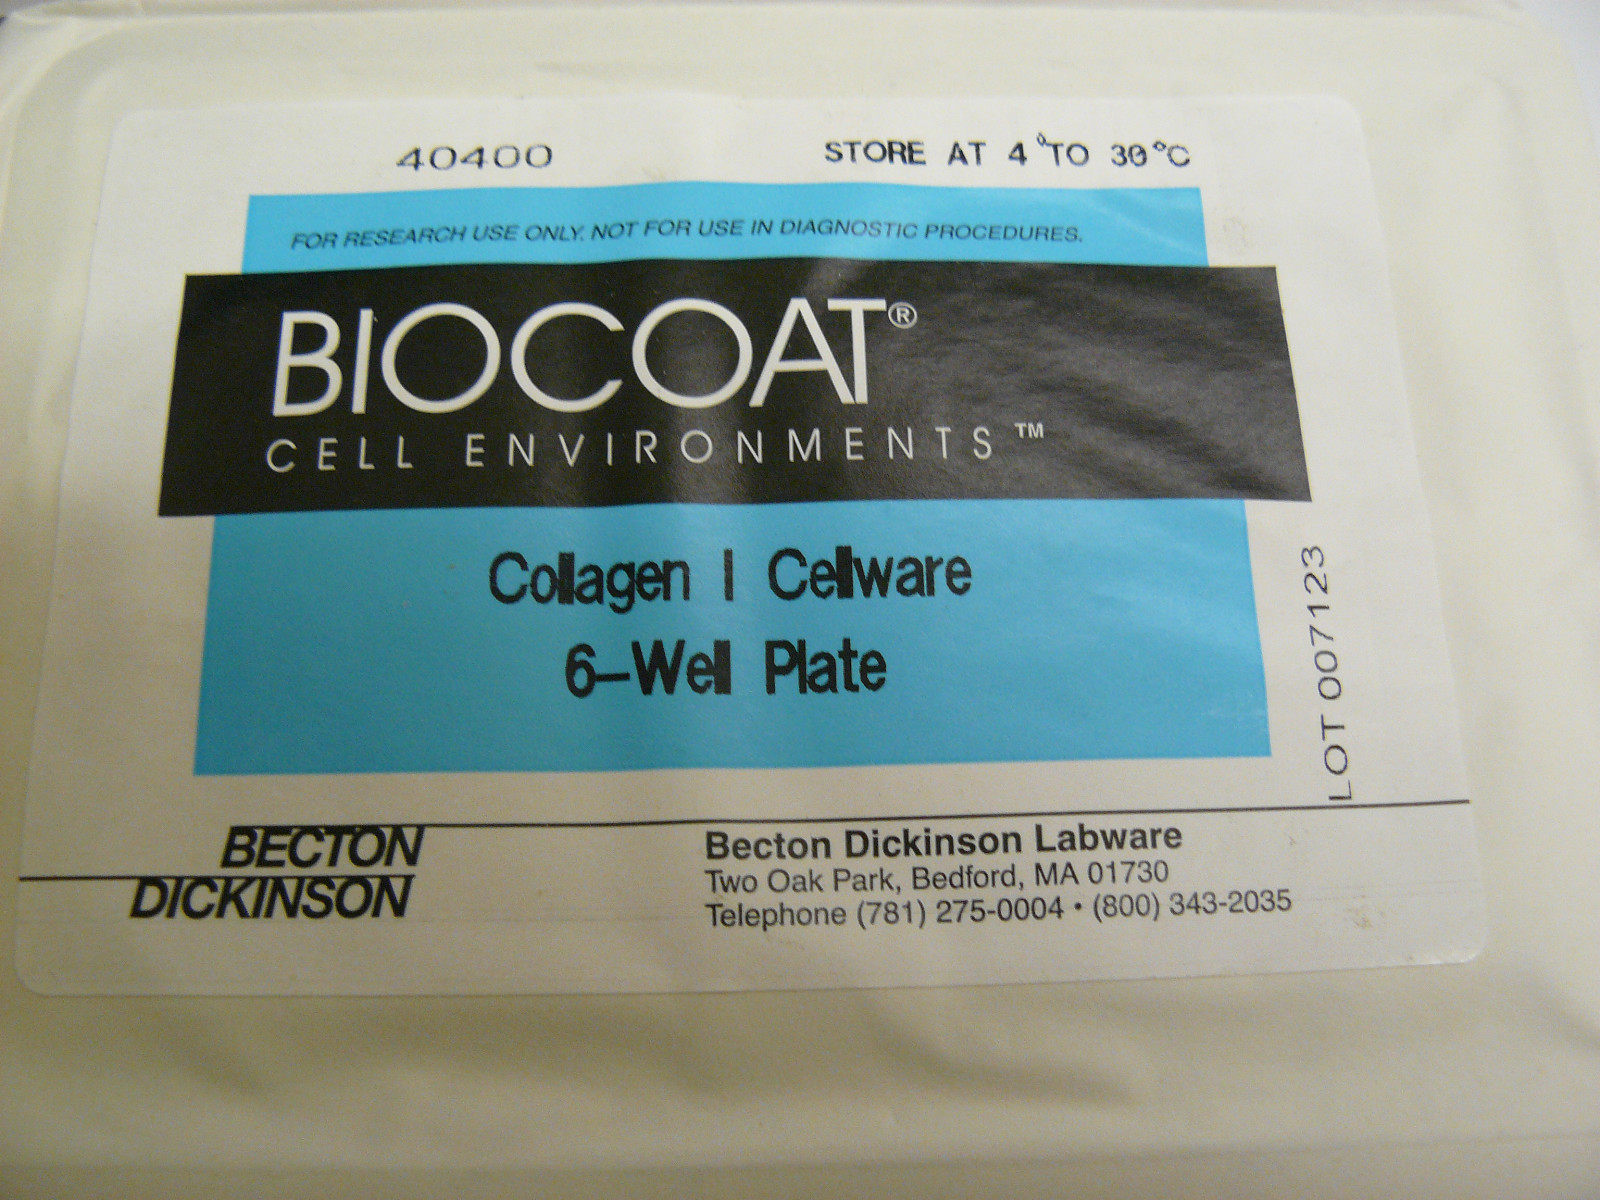 40400
STORE AT 4° TO 30°C
FOR RESEARCH USE ONLY. NOT FOR USE IN DIAGNOSTIC PROCEDURES.
BIOCOAT®
CELL ENVIRONMENTS™
Collagen I Cellware
6-Well Plate
LOT 007123
BECTON
DICKINSON
Becton Dickinson Labware
Two Oak Park, Bedford, MA 01730
Telephone (781) 275-0004 • (800) 343-2035